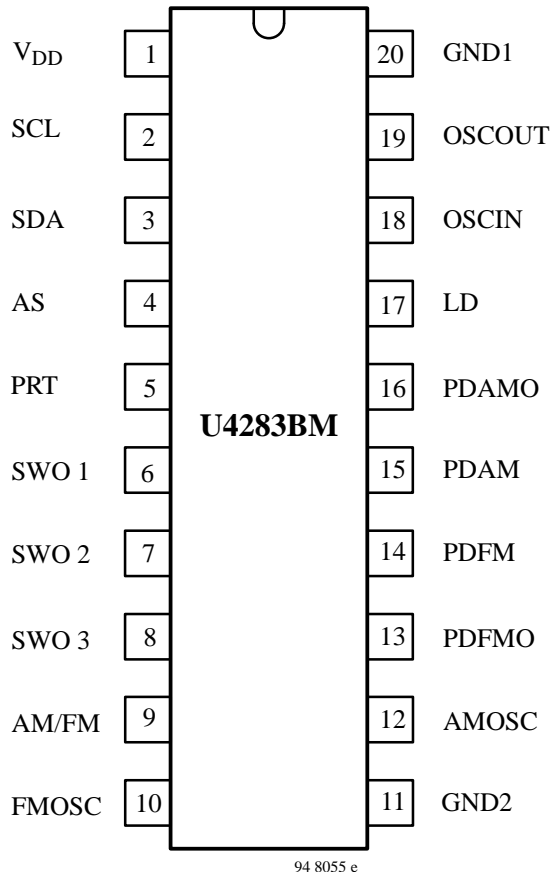 V_DD 1 20 GND1
SCL 2 19 OSCOUT
SDA 3 18 OSCIN
AS 4 17 LD
PRT 5 16 PDAMO
U4283BM
SWO 1 6 15 PDAM
SWO 2 7 14 PDFM
SWO 3 8 13 PDFMO
AM/FM 9 12 AMOSC
FMOSC 10 11 GND2
94 8055 e